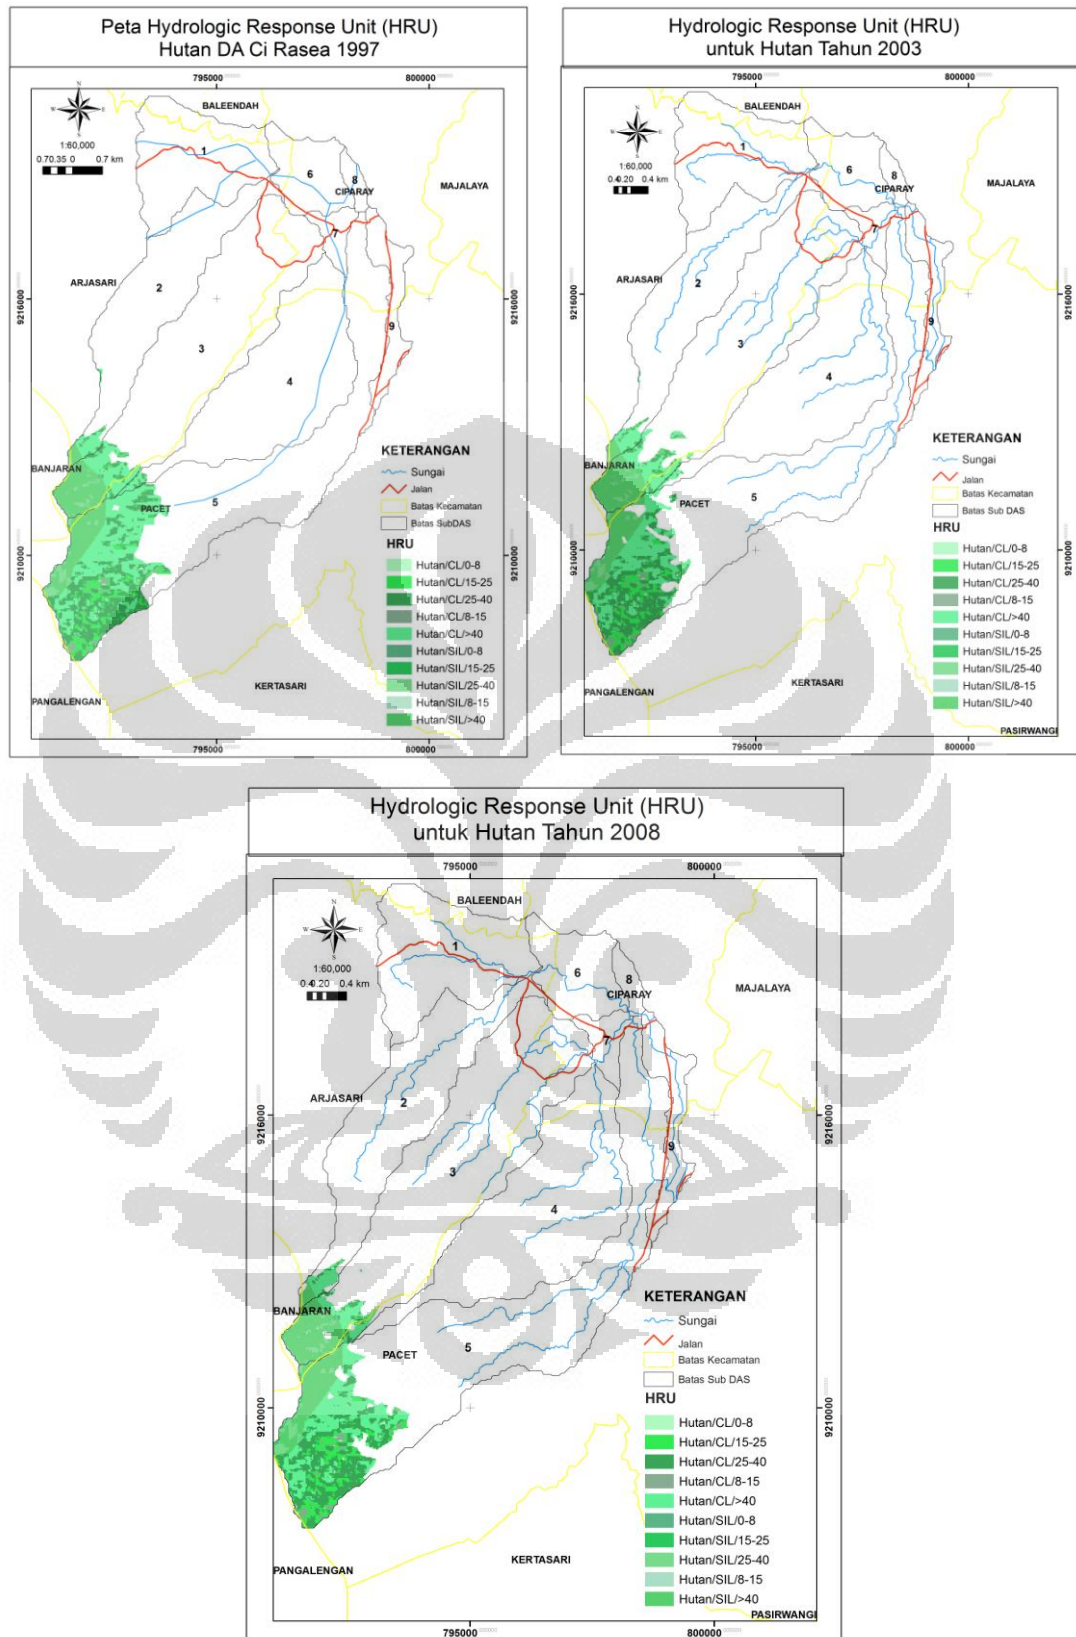 Peta Hydrologic Response Unit (HRU)
Hutan DA Ci Rasea 1997
795000
800000
BALEENDAH
N
W
E
S
1:60,000
0.70.35 0 0.7 km
1
6
8
CIPARAY
MAJALAYA
7
ARJASARI
2
9216000
9216000
3
9
4
KETERANGAN
Sungai
Jalan
Batas Kecamatan
Batas SubDAS
BANJARAN
PACET
5
HRU
Hutan/CL/0-8
Hutan/CL/15-25
Hutan/CL/25-40
Hutan/CL/8-15
Hutan/CL/>40
Hutan/SIL/0-8
Hutan/SIL/15-25
Hutan/SIL/25-40
Hutan/SIL/8-15
Hutan/SIL/>40
9210000
9210000
KERTASARI
PANGALENGAN
795000
800000
Hydrologic Response Unit (HRU)
untuk Hutan Tahun 2003
795000
800000
BALEENDAH
N
W
E
S
1:60,000
0.40.20 0.4 km
1
6
8
CIPARAY
MAJALAYA
7
ARJASARI
2
9216000
9216000
3
9
4
KETERANGAN
Sungai
Jalan
Batas Kecamatan
Batas Sub DAS
BANJARAN
PACET
5
HRU
Hutan/CL/0-8
Hutan/CL/15-25
Hutan/CL/25-40
Hutan/CL/8-15
Hutan/CL/>40
Hutan/SIL/0-8
Hutan/SIL/15-25
Hutan/SIL/25-40
Hutan/SIL/8-15
Hutan/SIL/>40
9210000
9210000
KERTASARI
PANGALENGAN
PASIRWANGI
795000
800000
Hydrologic Response Unit (HRU)
untuk Hutan Tahun 2008
795000
800000
BALEENDAH
N
W
E
S
1:60,000
0.40.20 0.4 km
1
6
8
CIPARAY
MAJALAYA
7
ARJASARI
2
9216000
9216000
3
9
4
KETERANGAN
Sungai
Jalan
Batas Kecamatan
Batas Sub DAS
BANJARAN
PACET
5
HRU
Hutan/CL/0-8
Hutan/CL/15-25
Hutan/CL/25-40
Hutan/CL/8-15
Hutan/CL/>40
Hutan/SIL/0-8
Hutan/SIL/15-25
Hutan/SIL/25-40
Hutan/SIL/8-15
Hutan/SIL/>40
9210000
9210000
KERTASARI
PANGALENGAN
PASIRWANGI
795000
800000